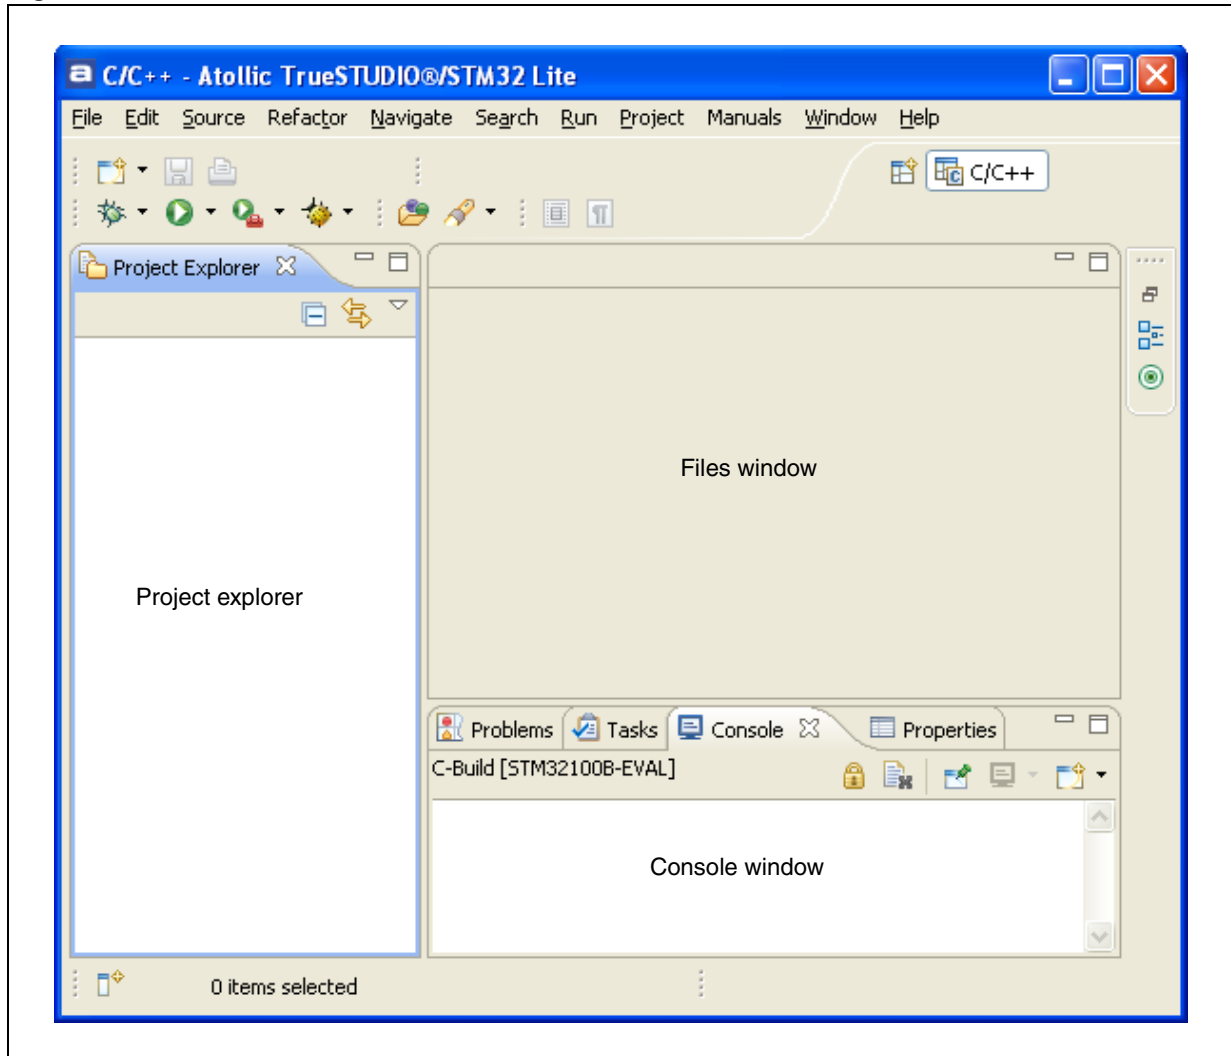 C/C++ - Atollic TrueSTUDIO®/STM32 Lite
File Edit Source Refactor Navigate Search Run Project Manuals Window Help
C/C++
Project Explorer
Files window
Project explorer
Problems Tasks Console Properties
C-Build [STM32100B-EVAL]
Console window
0 items selected